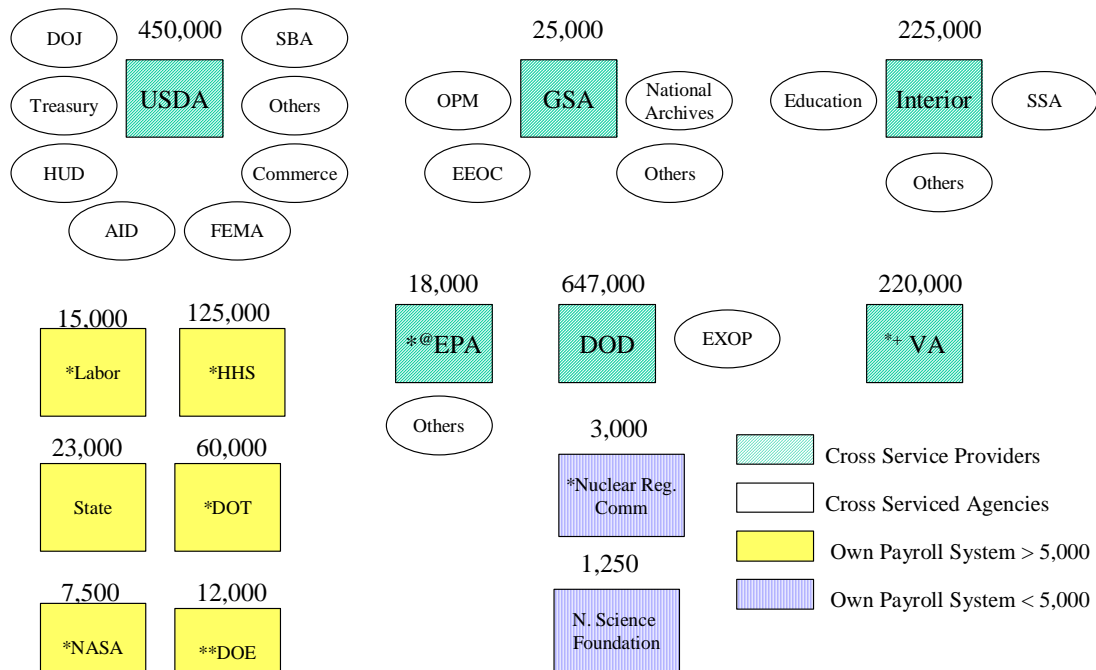 450,000
DOJ
SBA
USDA
Treasury
Others
HUD
Commerce
AID
FEMA
25,000
OPM
GSA
National
Archives
EEOC
Others
225,000
Education
Interior
SSA
Others
15,000
*Labor
125,000
*HHS
23,000
State
60,000
*DOT
7,500
*NASA
12,000
**DOE
18,000
*@EPA
Others
647,000
DOD
EXOP
220,000
*+ VA
3,000
*Nuclear Reg.
Comm
1,250
N. Science
Foundation
Cross Service Providers
Cross Serviced Agencies
Own Payroll System > 5,000
Own Payroll System < 5,000